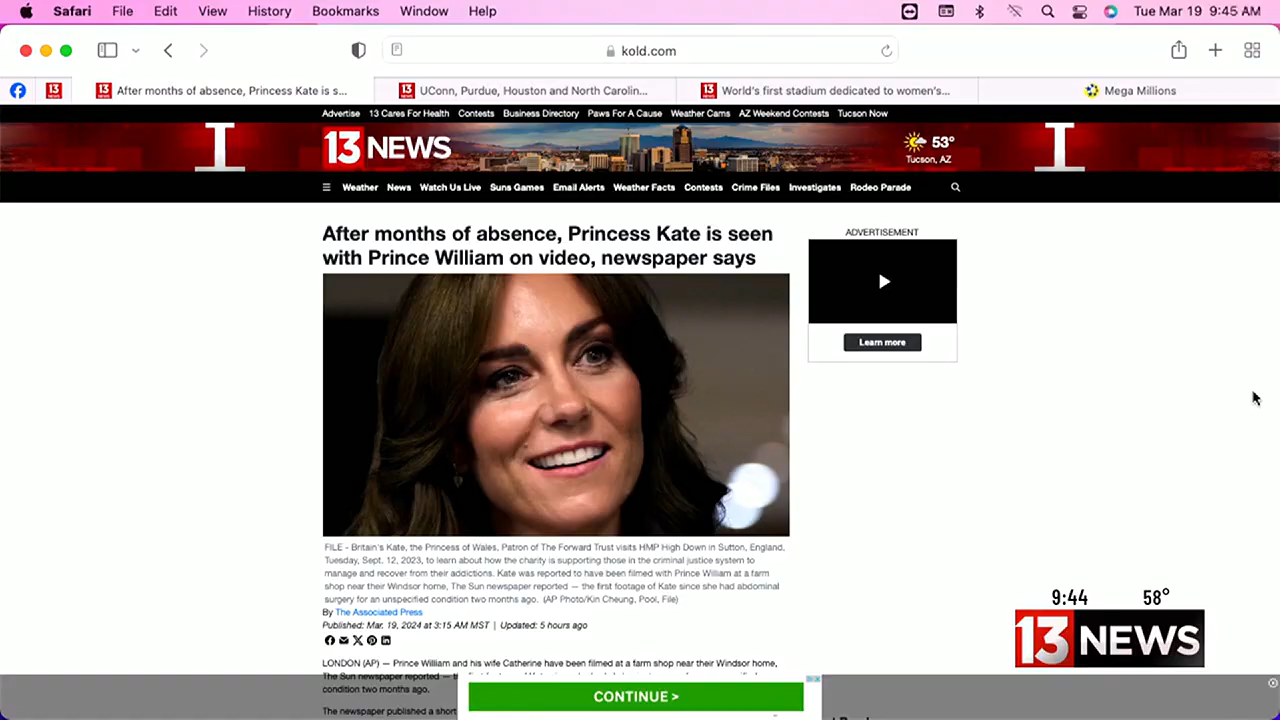 Safari File Edit View History Bookmarks Window Help Tue Mar 19 9:45 AM
kold.com
13 13 After months of absence, Princess Kate is s... 13 UConn, Purdue, Houston and North Carolin... 13 World's first stadium dedicated to women's... Mega Millions
Advertise 13 Cares For Health Contests Business Directory Paws For A Cause Weather Cams AZ Weekend Contests Tucson Now
13 NEWS
53°
Tucson, AZ
Weather News Watch Us Live Suns Games Email Alerts Weather Facts Contests Crime Files Investigates Rodeo Parade
After months of absence, Princess Kate is seen
with Prince William on video, newspaper says
ADVERTISEMENT
Learn more
FILE - Britain's Kate, the Princess of Wales, Patron of The Forward Trust visits HMP High Down in Sutton, England,
Tuesday, Sept. 12, 2023, to learn about how the charity is supporting those in the criminal justice system to
manage and recover from their addictions. Kate was reported to have been filmed with Prince William at a farm
shop near their Windsor home, The Sun newspaper reported — the first footage of Kate since she had abdominal
surgery for an unspecified condition two months ago. (AP Photo/Kin Cheung, Pool, File)
By The Associated Press
Published: Mar. 19, 2024 at 3:15 AM MST | Updated: 5 hours ago
LONDON (AP) — Prince William and his wife Catherine have been filmed at a farm shop near their Windsor home,
The Sun newspaper reported —
condition two months ago.
The newspaper published a short
CONTINUE >
9:44 58°
13 NEWS